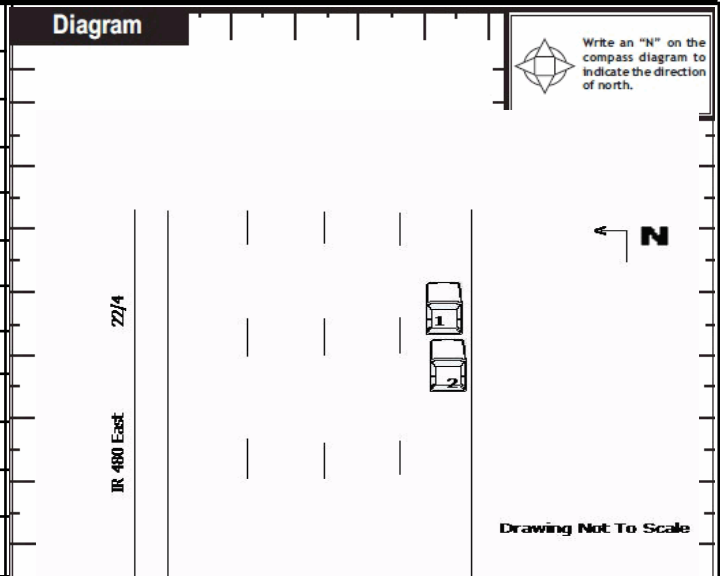 Diagram
Write an “N” on the
compass diagram to
indicate the direction
of north.
N
22/4
1
2
IR 480 East
Drawing Not To Scale